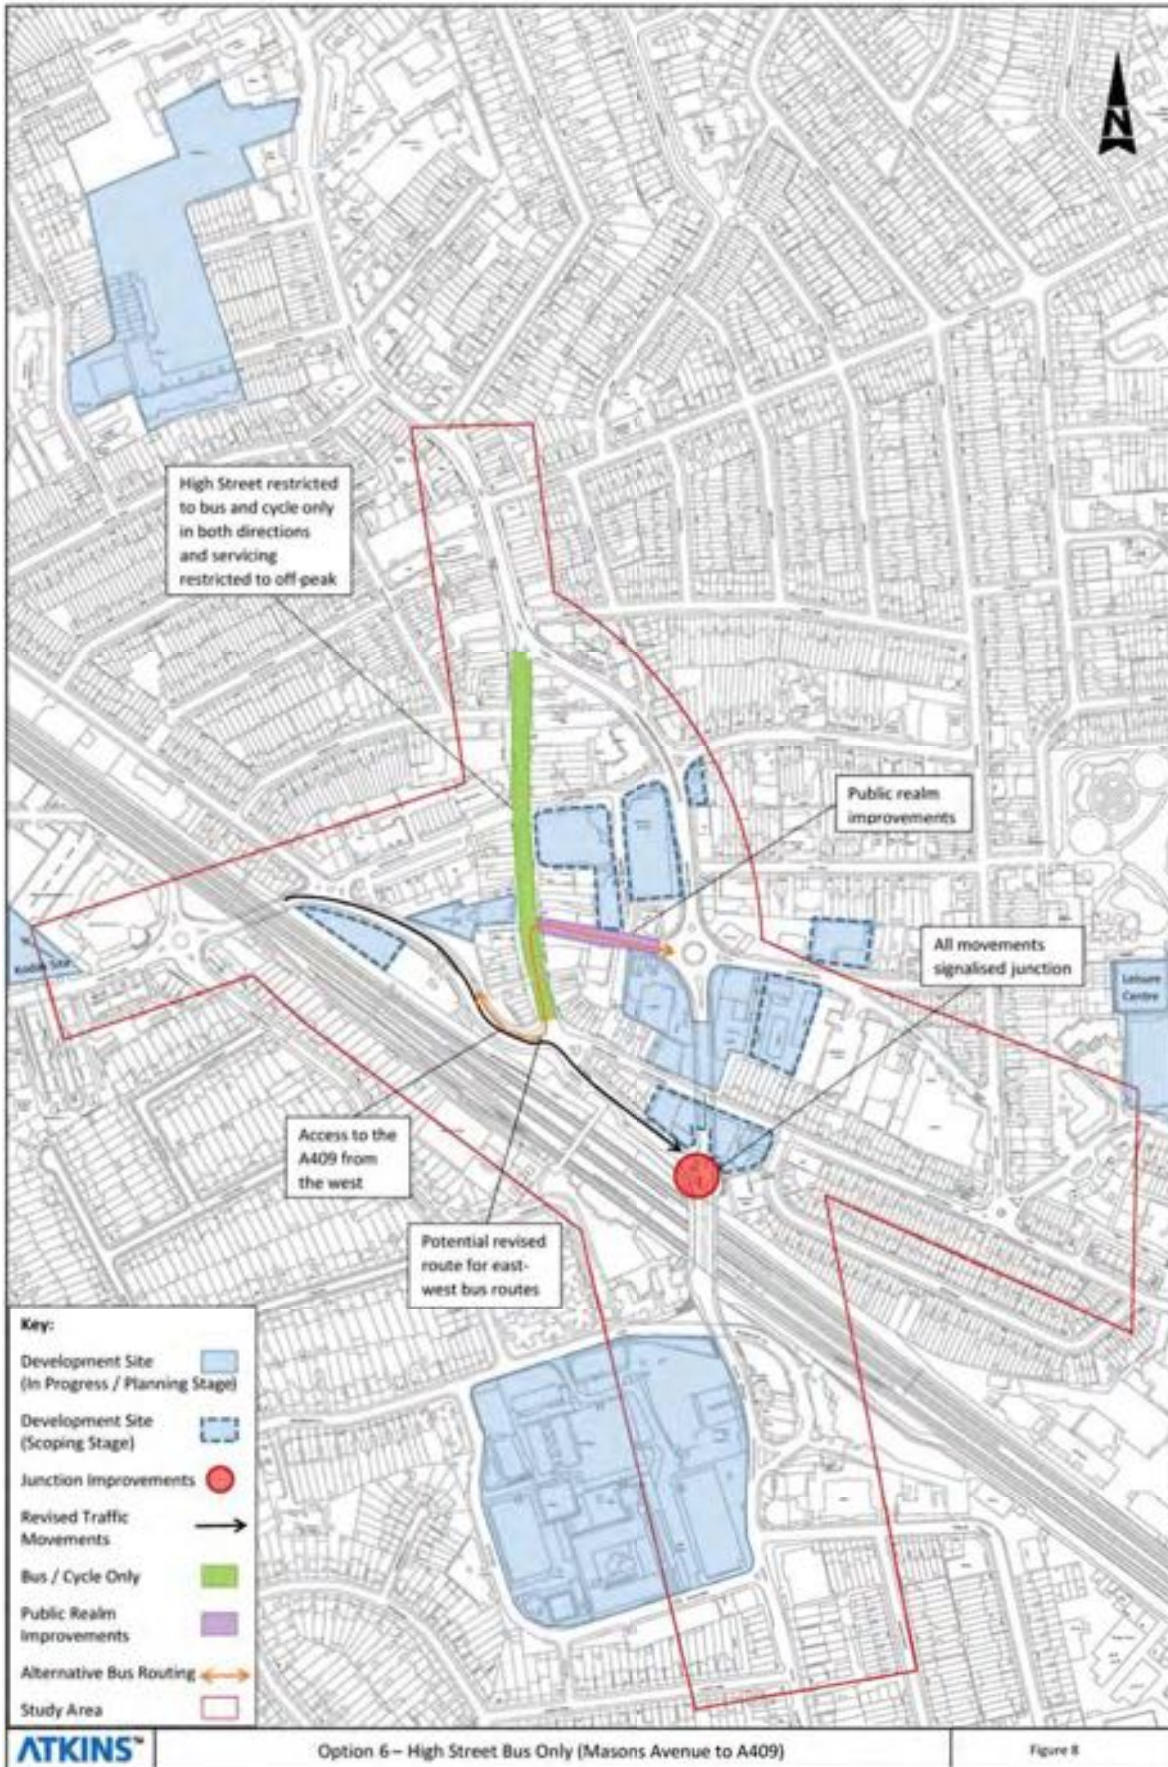 N
High Street restricted
to bus and cycle only
in both directions
and servicing
restricted to off-peak
Public realm
improvements
All movements
signalised junction
Kodak Site
Leisure
Centre
Access to the
A409 from
the west
Potential revised
route for east-
west bus routes
Key:
Development Site
(In Progress / Planning Stage)
Development Site
(Scoping Stage)
Junction Improvements
Revised Traffic
Movements
Bus / Cycle Only
Public Realm
Improvements
Alternative Bus Routing
Study Area
ATKINS™
Option 6 – High Street Bus Only (Masons Avenue to A409)
Figure 8